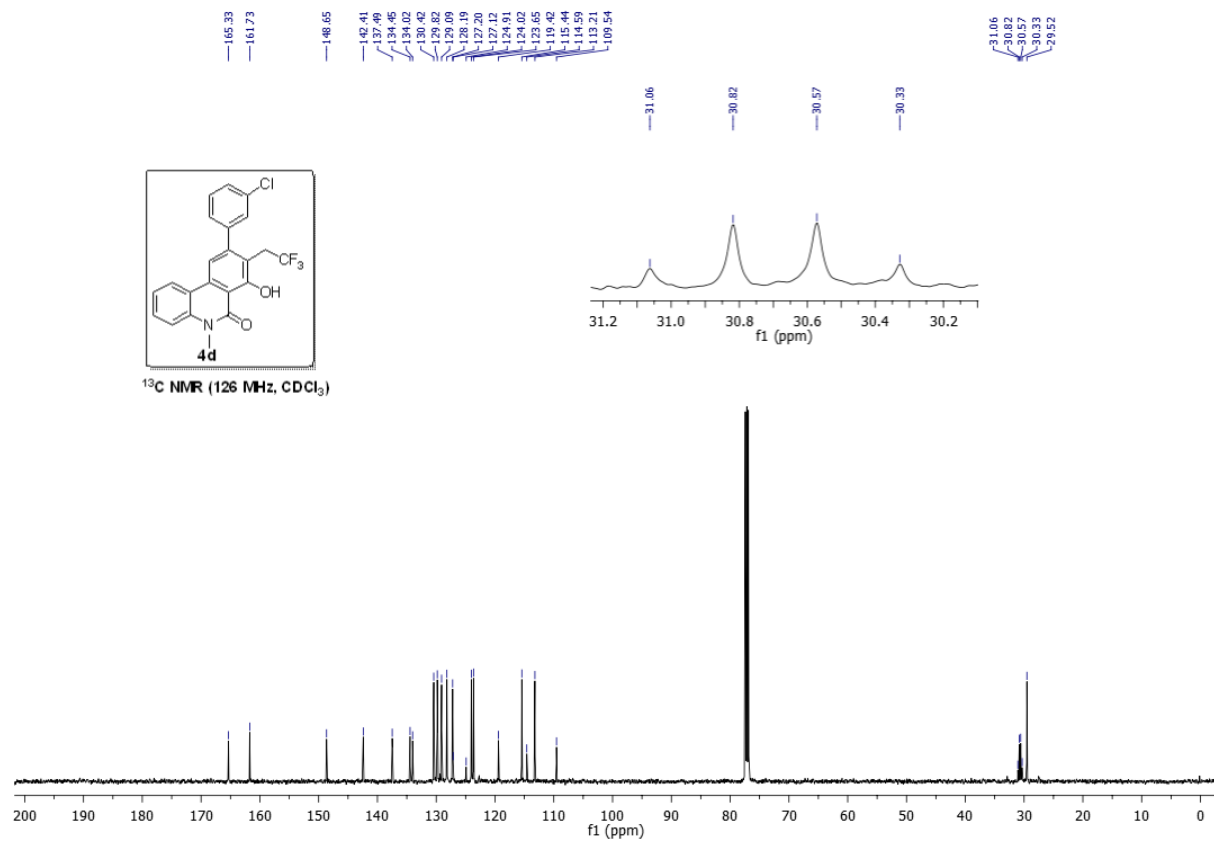 165.33
161.73
148.65
142.41
137.49
134.45
134.02
130.42
129.82
129.09
128.19
127.20
127.12
124.91
124.02
123.65
119.42
115.44
114.59
113.21
109.54
31.06
30.82
30.57
30.33
29.52
31.06
30.82
30.57
30.33
31.2 31.0 30.8 30.6 30.4 30.2
f1 (ppm)
Cl
CF3
OH
O
N
4d
13C NMR (126 MHz, CDCl3)
200 190 180 170 160 150 140 130 120 110 100 90 80 70 60 50 40 30 20 10 0
f1 (ppm)